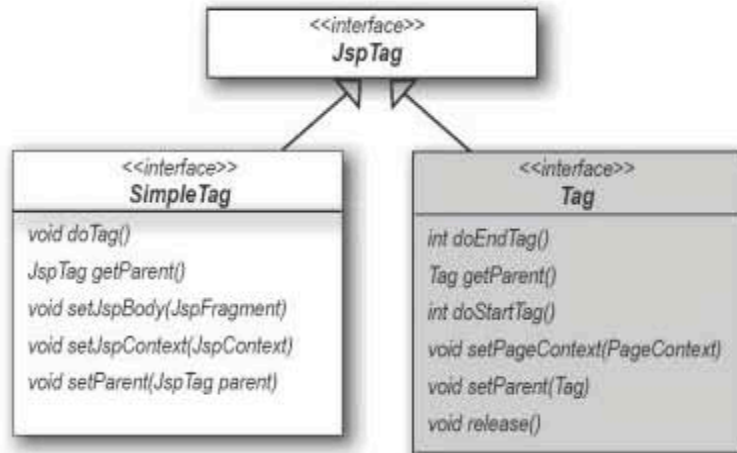 <<interface>>
JspTag
<<interface>>
SimpleTag
void doTag()
JspTag getParent()
void setJspBody(JspFragment)
void setJspContext(JspContext)
void setParent(JspTag parent)
<<interface>>
Tag
int doEndTag()
Tag getParent()
int doStartTag()
void setPageContext(PageContext)
void setParent(Tag)
void release()